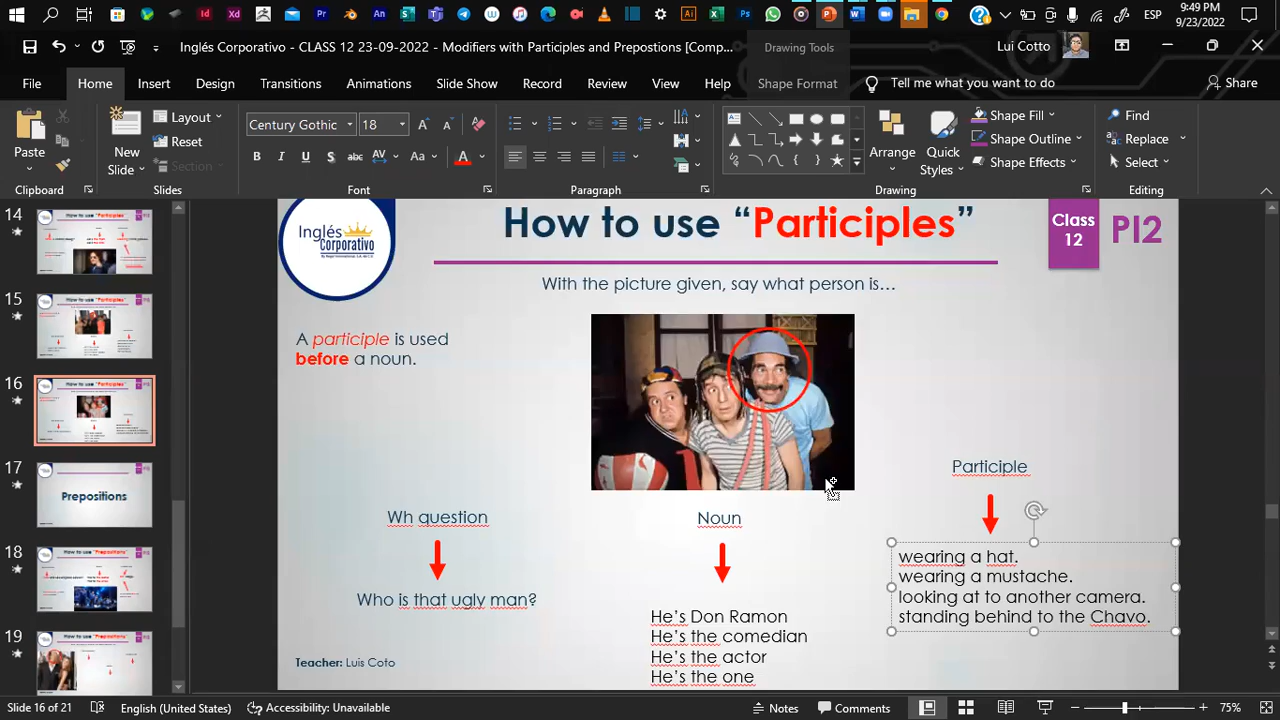 9:49 PM
ESP
9/23/2022
Inglés Corporativo - CLASS 12 23-09-2022 - Modifiers with Participles and Prepostions [Comp...
Drawing Tools
Lui Cotto
File
Home
Insert
Design
Transitions
Animations
Slide Show
Record
Review
View
Help
Shape Format
Tell me what you want to do
Share
Paste
New
Slide
Layout
Reset
Section
Century Gothic
18
Arrange
Quick
Styles
Shape Fill
Shape Outline
Shape Effects
Find
Replace
Select
Clipboard
Slides
Font
Paragraph
Drawing
Editing
14
15
16
17
Prepositions
18
19
Inglés
Corporativo
How to use “Participles”
Class
12
PI2
With the picture given, say what person is…
A participle is used
before a noun.
Wh question
Who is that ugly man?
Noun
He’s Don Ramon
He’s the comedian
He’s the actor
He’s the one
Participle
wearing a hat.
wearing a mustache.
looking at to another camera.
standing behind to the Chavo.
Teacher: Luis Coto
Slide 16 of 21
English (United States)
Accessibility: Unavailable
Notes
Comments
75%